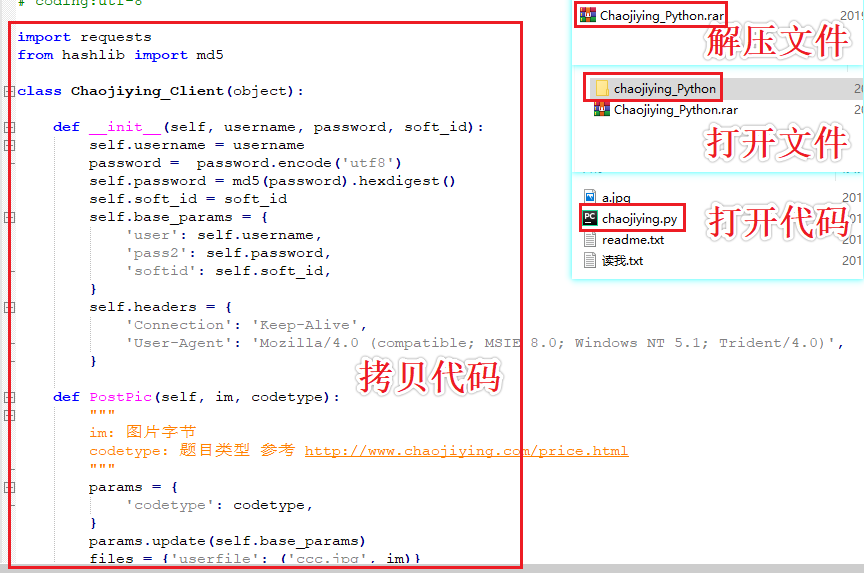 # coding:utf-8
import requests
from hashlib import md5
class Chaojiying_Client(object):
def __init__(self, username, password, soft_id):
self.username = username
password =  password.encode('utf8')
self.password = md5(password).hexdigest()
self.soft_id = soft_id
self.base_params = {
'user': self.username,
'pass2': self.password,
'softid': self.soft_id,
}
self.headers = {
'Connection': 'Keep-Alive',
'User-Agent': 'Mozilla/4.0 (compatible; MSIE 8.0; Windows NT 5.1; Trident/4.0)',
}
拷贝代码
def PostPic(self, im, codetype):
"""
im: 图片字节
codetype: 题目类型 参考 http://www.chaojiying.com/price.html
"""
params = {
'codetype': codetype,
}
params.update(self.base_params)
files = {'userfile': ('ccc.jpg', im)}
Chaojiying_Python.rar
解压文件
chaojiying_Python
Chaojiying_Python.rar
打开文件
a.jpg 201
chaojiying.py
打开代码
readme.txt 201
读我.txt 201